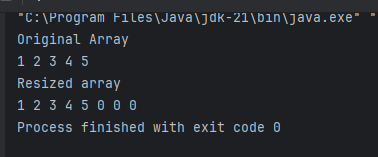 "C:\Program Files\Java\jdk-21\bin\java.exe" "
Original Array
1 2 3 4 5
Resized array
1 2 3 4 5 0 0 0
Process finished with exit code 0